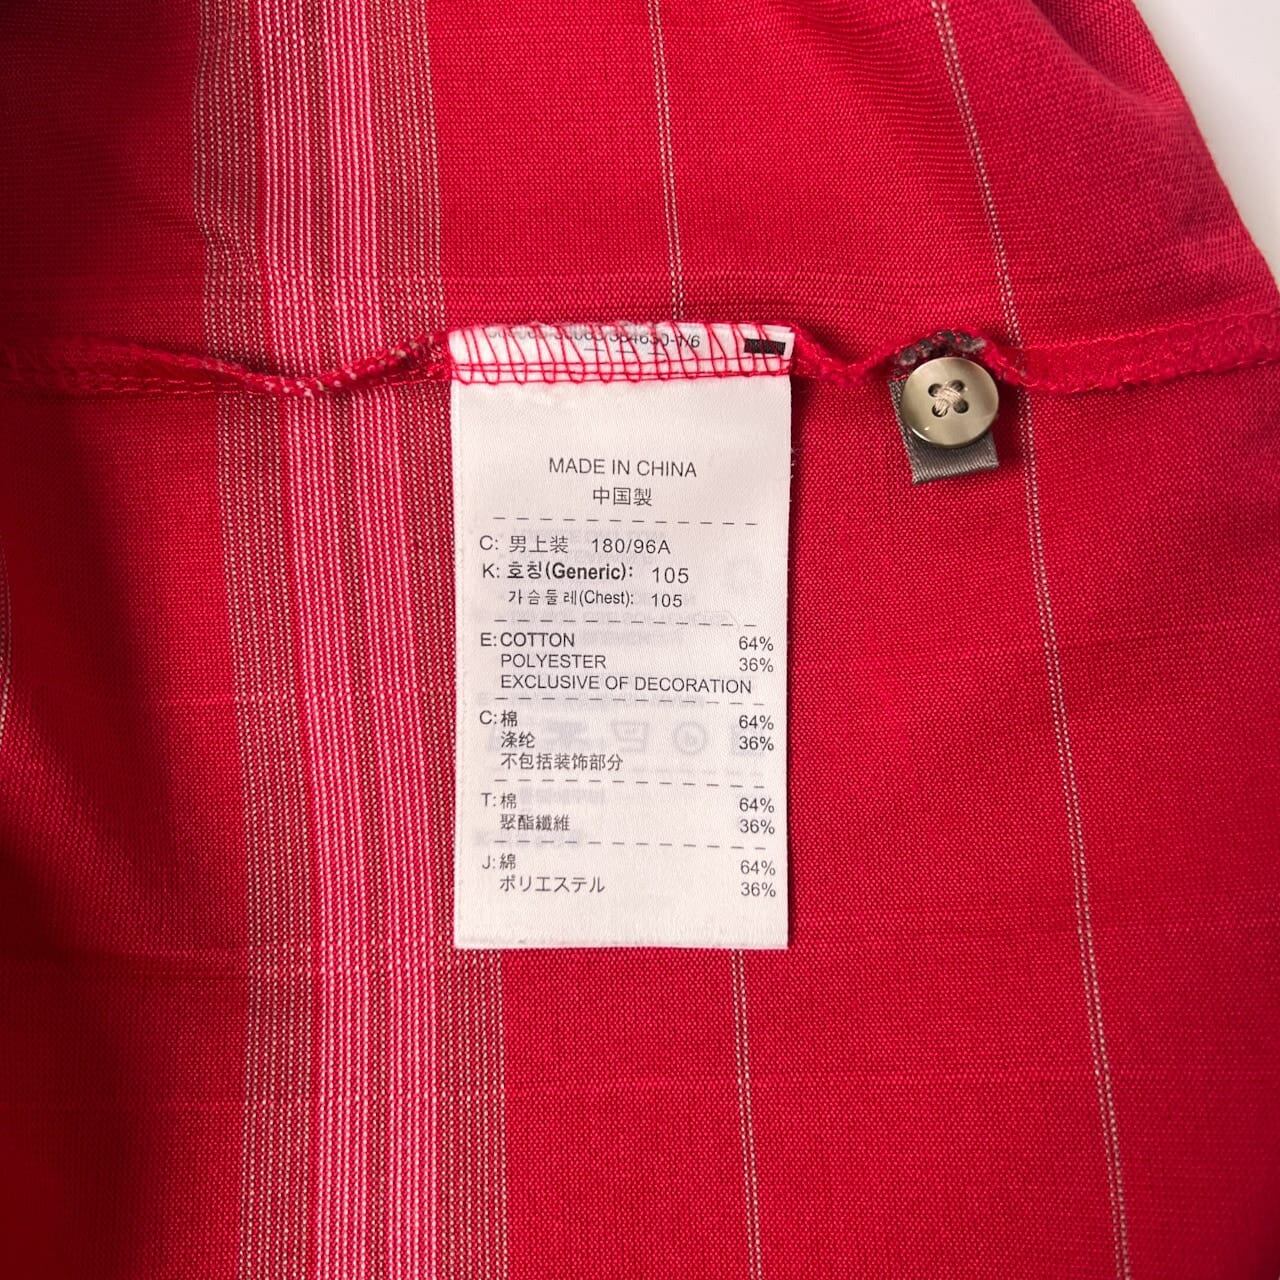 MADE IN CHINA
中国製
C: 男上装 180/96A
K: 호칭(Generic): 105
가슴둘레(Chest): 105
E: COTTON 64%
POLYESTER 36%
EXCLUSIVE OF DECORATION
C: 棉 64%
涤纶 36%
不包括装饰部分
T: 棉 64%
聚酯纖維 36%
J: 綿 64%
ポリエステル 36%